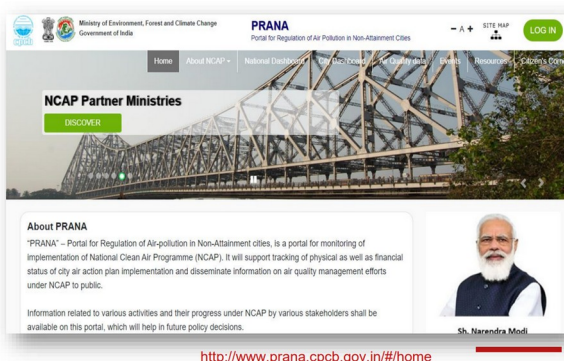 Ministry of Environment, Forest and Climate Change
Government of India
PRANA
Portal for Regulation of Air Pollution in Non-Attainment Cities
- A +
SITE MAP
LOG IN
Home
About NCAP
National Dashboard
City Dashboard
Air Quality data
Events
Resources
Citizen's Corn
NCAP Partner Ministries
DISCOVER
About PRANA
"PRANA" – Portal for Regulation of Air-pollution in Non-Attainment cities, is a portal for monitoring of
implementation of National Clean Air Programme (NCAP). It will support tracking of physical as well as financial
status of city air action plan implementation and disseminate information on air quality management efforts
under NCAP to public.
Information related to various activities and their progress under NCAP by various stakeholders shall be
available on this portal, which will help in future policy decisions.
Sh. Narendra Modi
http://www.prana.cpcb.gov.in/#/home